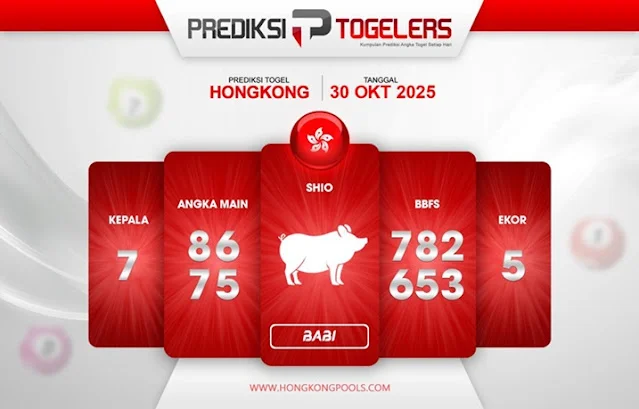 PREDIKSI TOGELERS
Kumpulan Prediksi Angka Togel Setiap Hari
PREDIKSI TOGEL
HONGKONG
TANGGAL
30 OKT 2025
KEPALA
7
ANGKA MAIN
86
75
SHIO
BABI
BBFS
782
653
EKOR
5
WWW.HONGKONGPOOLS.COM